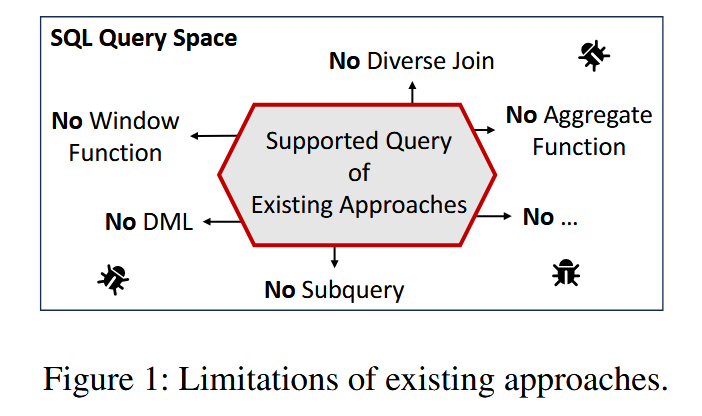 SQL Query Space
No Diverse Join
No Window
Function
No Aggregate
Function
Supported Query
of
Existing Approaches
No DML
No ...
No Subquery
Figure 1: Limitations of existing approaches.